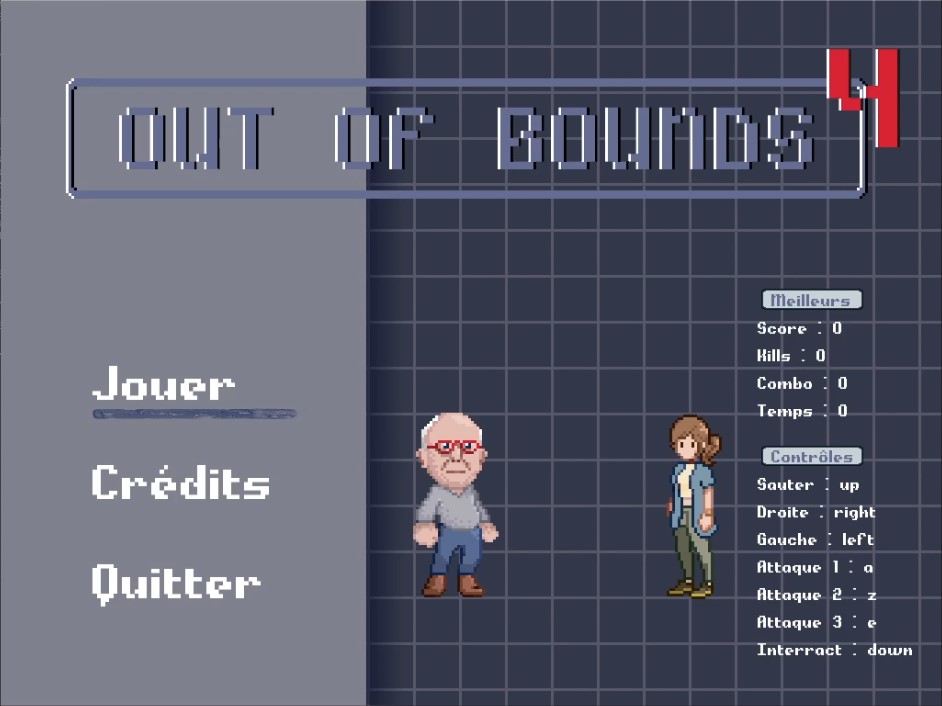 OUT OF BOUNDS 4
Jouer
Crédits
Quitter
Meilleurs
Score : 0
Kills : 0
Combo : 0
Temps : 0
Contrôles
Sauter : up
Droite : right
Gauche : left
Attaque 1 : a
Attaque 2 : z
Attaque 3 : e
Interract : down